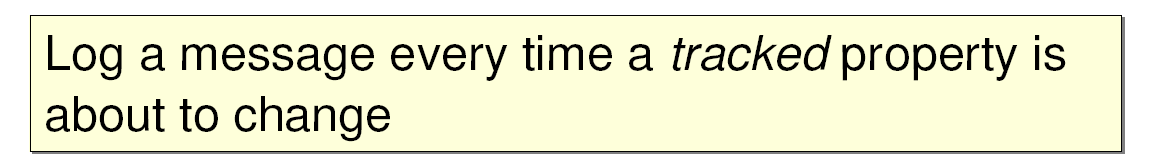 Log a message every time a tracked property is
about to change